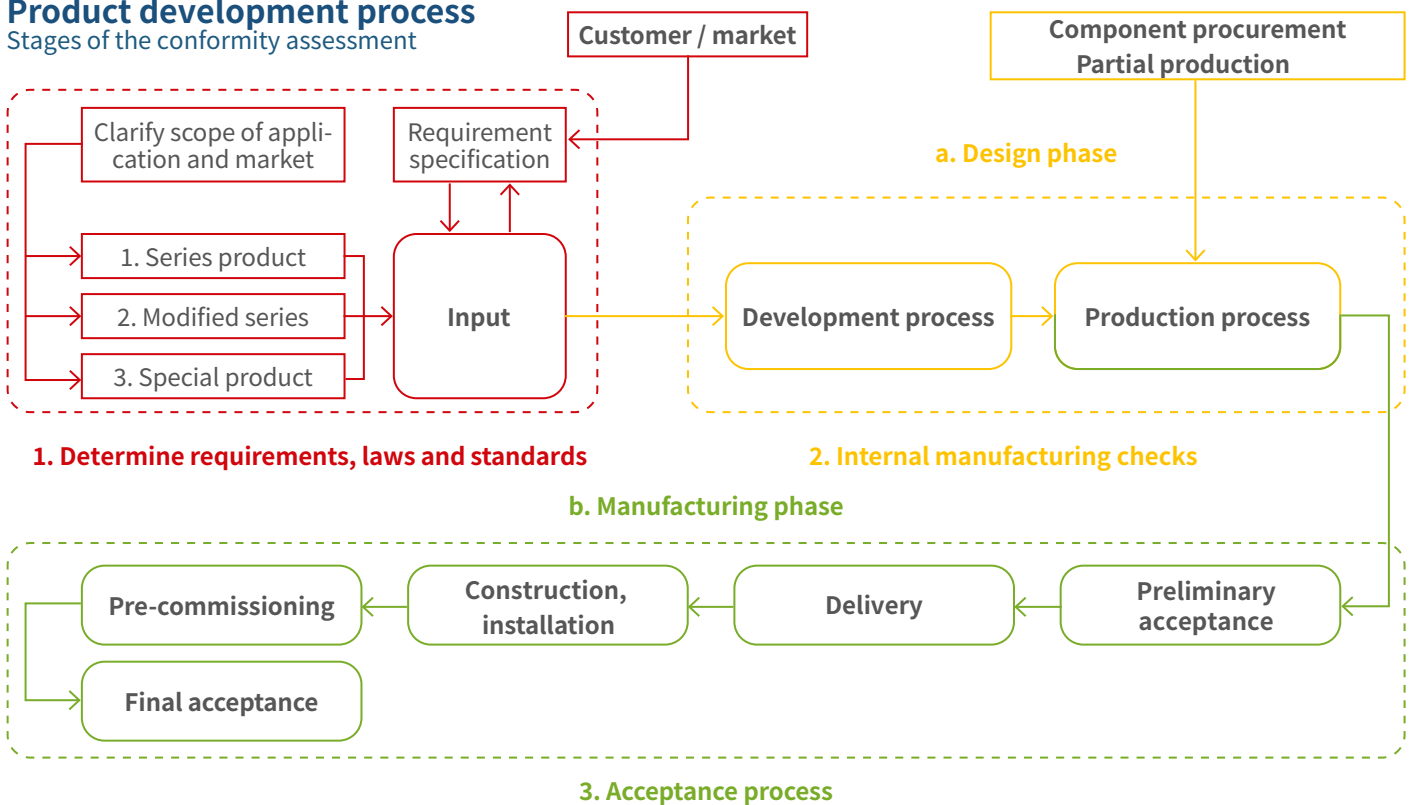 Product development process
Stages of the conformity assessment
Customer / market
Component procurement
Partial production
Clarify scope of appli-
cation and market
Requirement
specification
a. Design phase
1. Series product
2. Modified series
3. Special product
Input
Development process
Production process
1. Determine requirements, laws and standards
2. Internal manufacturing checks
b. Manufacturing phase
Pre-commissioning
Construction,
installation
Delivery
Preliminary
acceptance
Final acceptance
3. Acceptance process